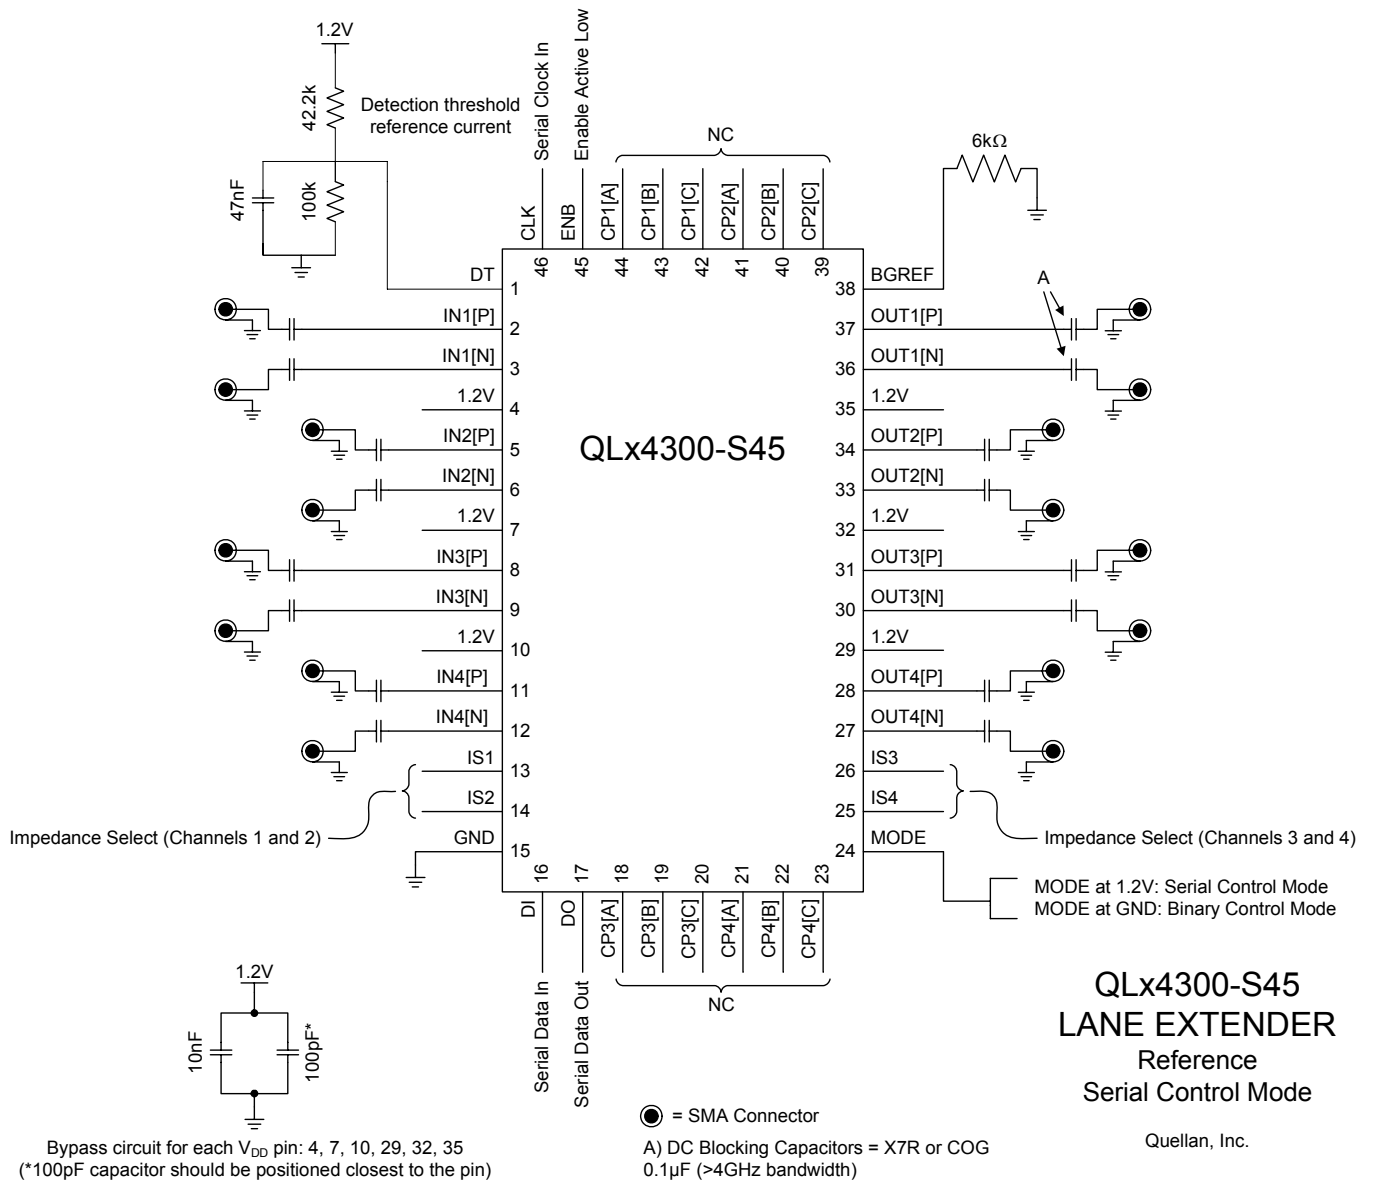 1.2V
42.2k
Detection threshold
reference current
47nF
100k
Serial Clock In
Enable Active Low
NC
6kΩ
CLK
ENB
CP1[A]
CP1[B]
CP1[C]
CP2[A]
CP2[B]
CP2[C]
46
45
44
43
42
41
40
39
DT
1
38
BGREF
A
IN1[P]
2
37
OUT1[P]
IN1[N]
3
36
OUT1[N]
1.2V
4
35
1.2V
IN2[P]
5
34
OUT2[P]
QLx4300-S45
IN2[N]
6
33
OUT2[N]
1.2V
7
32
1.2V
IN3[P]
8
31
OUT3[P]
IN3[N]
9
30
OUT3[N]
1.2V
10
29
1.2V
IN4[P]
11
28
OUT4[P]
IN4[N]
12
27
OUT4[N]
IS1
13
26
IS3
IS2
14
25
IS4
Impedance Select (Channels 1 and 2)
Impedance Select (Channels 3 and 4)
GND
15
24
MODE
16
17
18
19
20
21
22
23
MODE at 1.2V: Serial Control Mode
MODE at GND: Binary Control Mode
DI
DO
CP3[A]
CP3[B]
CP3[C]
CP4[A]
CP4[B]
CP4[C]
NC
Serial Data In
Serial Data Out
1.2V
10nF
100pF*
Bypass circuit for each VDD pin: 4, 7, 10, 29, 32, 35
(*100pF capacitor should be positioned closest to the pin)
= SMA Connector
A) DC Blocking Capacitors = X7R or COG
0.1µF (>4GHz bandwidth)
QLx4300-S45
LANE EXTENDER
Reference
Serial Control Mode
Quellan, Inc.